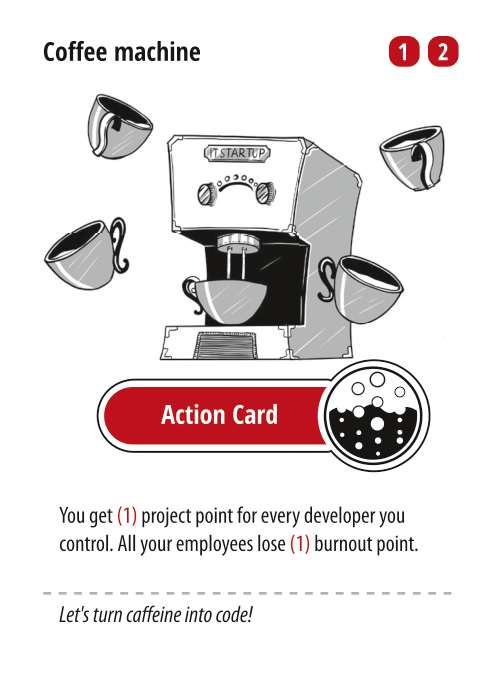 Coffee machine 1 2
IT STARTUP
Action Card
You get (1) project point for every developer you
control. All your employees lose (1) burnout point.
Let's turn caffeine into code!